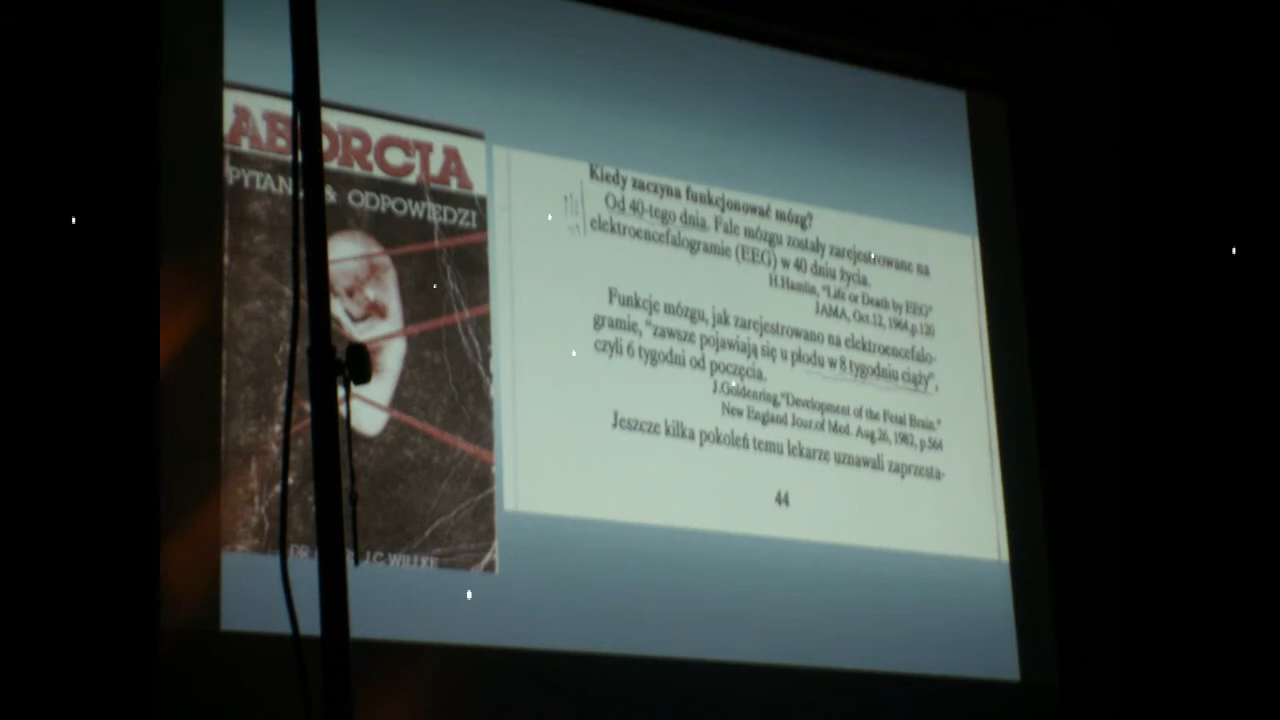 ABORCJA
PYTANIA & ODPOWIEDZI
J.C. WILLKE
Kiedy zaczyna funkcjonować mózg?
Od 40-tego dnia. Fale mózgu zostały zarejestrowane na
elektroencefalogramie (EEG) w 40 dniu życia.
H.Hamlin, "Life or Death by EEG"
JAMA, Oct.12, 1964,p.120
Funkcje mózgu, jak zarejestrowano na elektroencefalo-
gramie, "zawsze pojawiają się u płodu w 8 tygodniu ciąży",
czyli 6 tygodni od poczęcia.
J.Goldenring,"Development of the Fetal Brain."
New England Jour.of Med. Aug.26, 1982, p.564
Jeszcze kilka pokoleń temu lekarze uznawali zaprzesta-
44